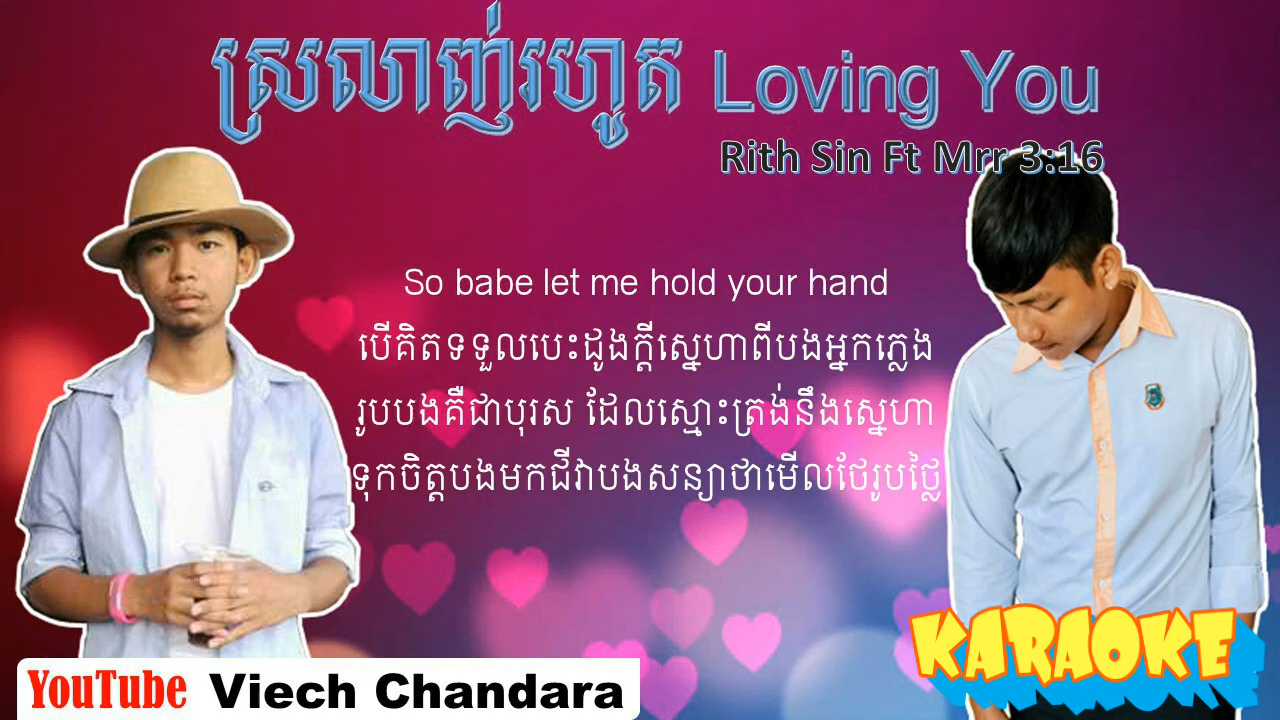 ស្រលាញ់រហូត Loving You
Rith Sin Ft Mrr 3:16
So babe let me hold your hand
បើគិតទទួលបេះដូងក្ដីស្នេហាពីបងអ្នកភ្លេង
រូបបងគឺជាបុរស ដែលស្មោះត្រង់នឹងស្នេហា
ទុកចិត្តបងមកជីវាបងសន្យាថាមើលថែរូបថ្លៃ
KARAOKE
YouTube Viech Chandara